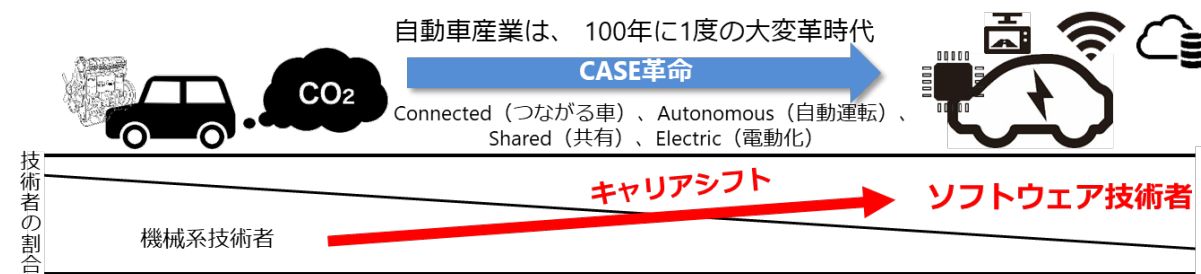 自動車産業は、 100年に1度の大変革時代
CO2
CASE革命
Connected（つながる車）、Autonomous（自動運転）、
Shared（共有）、Electric（電動化）
技術者の割合
キャリアシフト
ソフトウェア技術者
機械系技術者